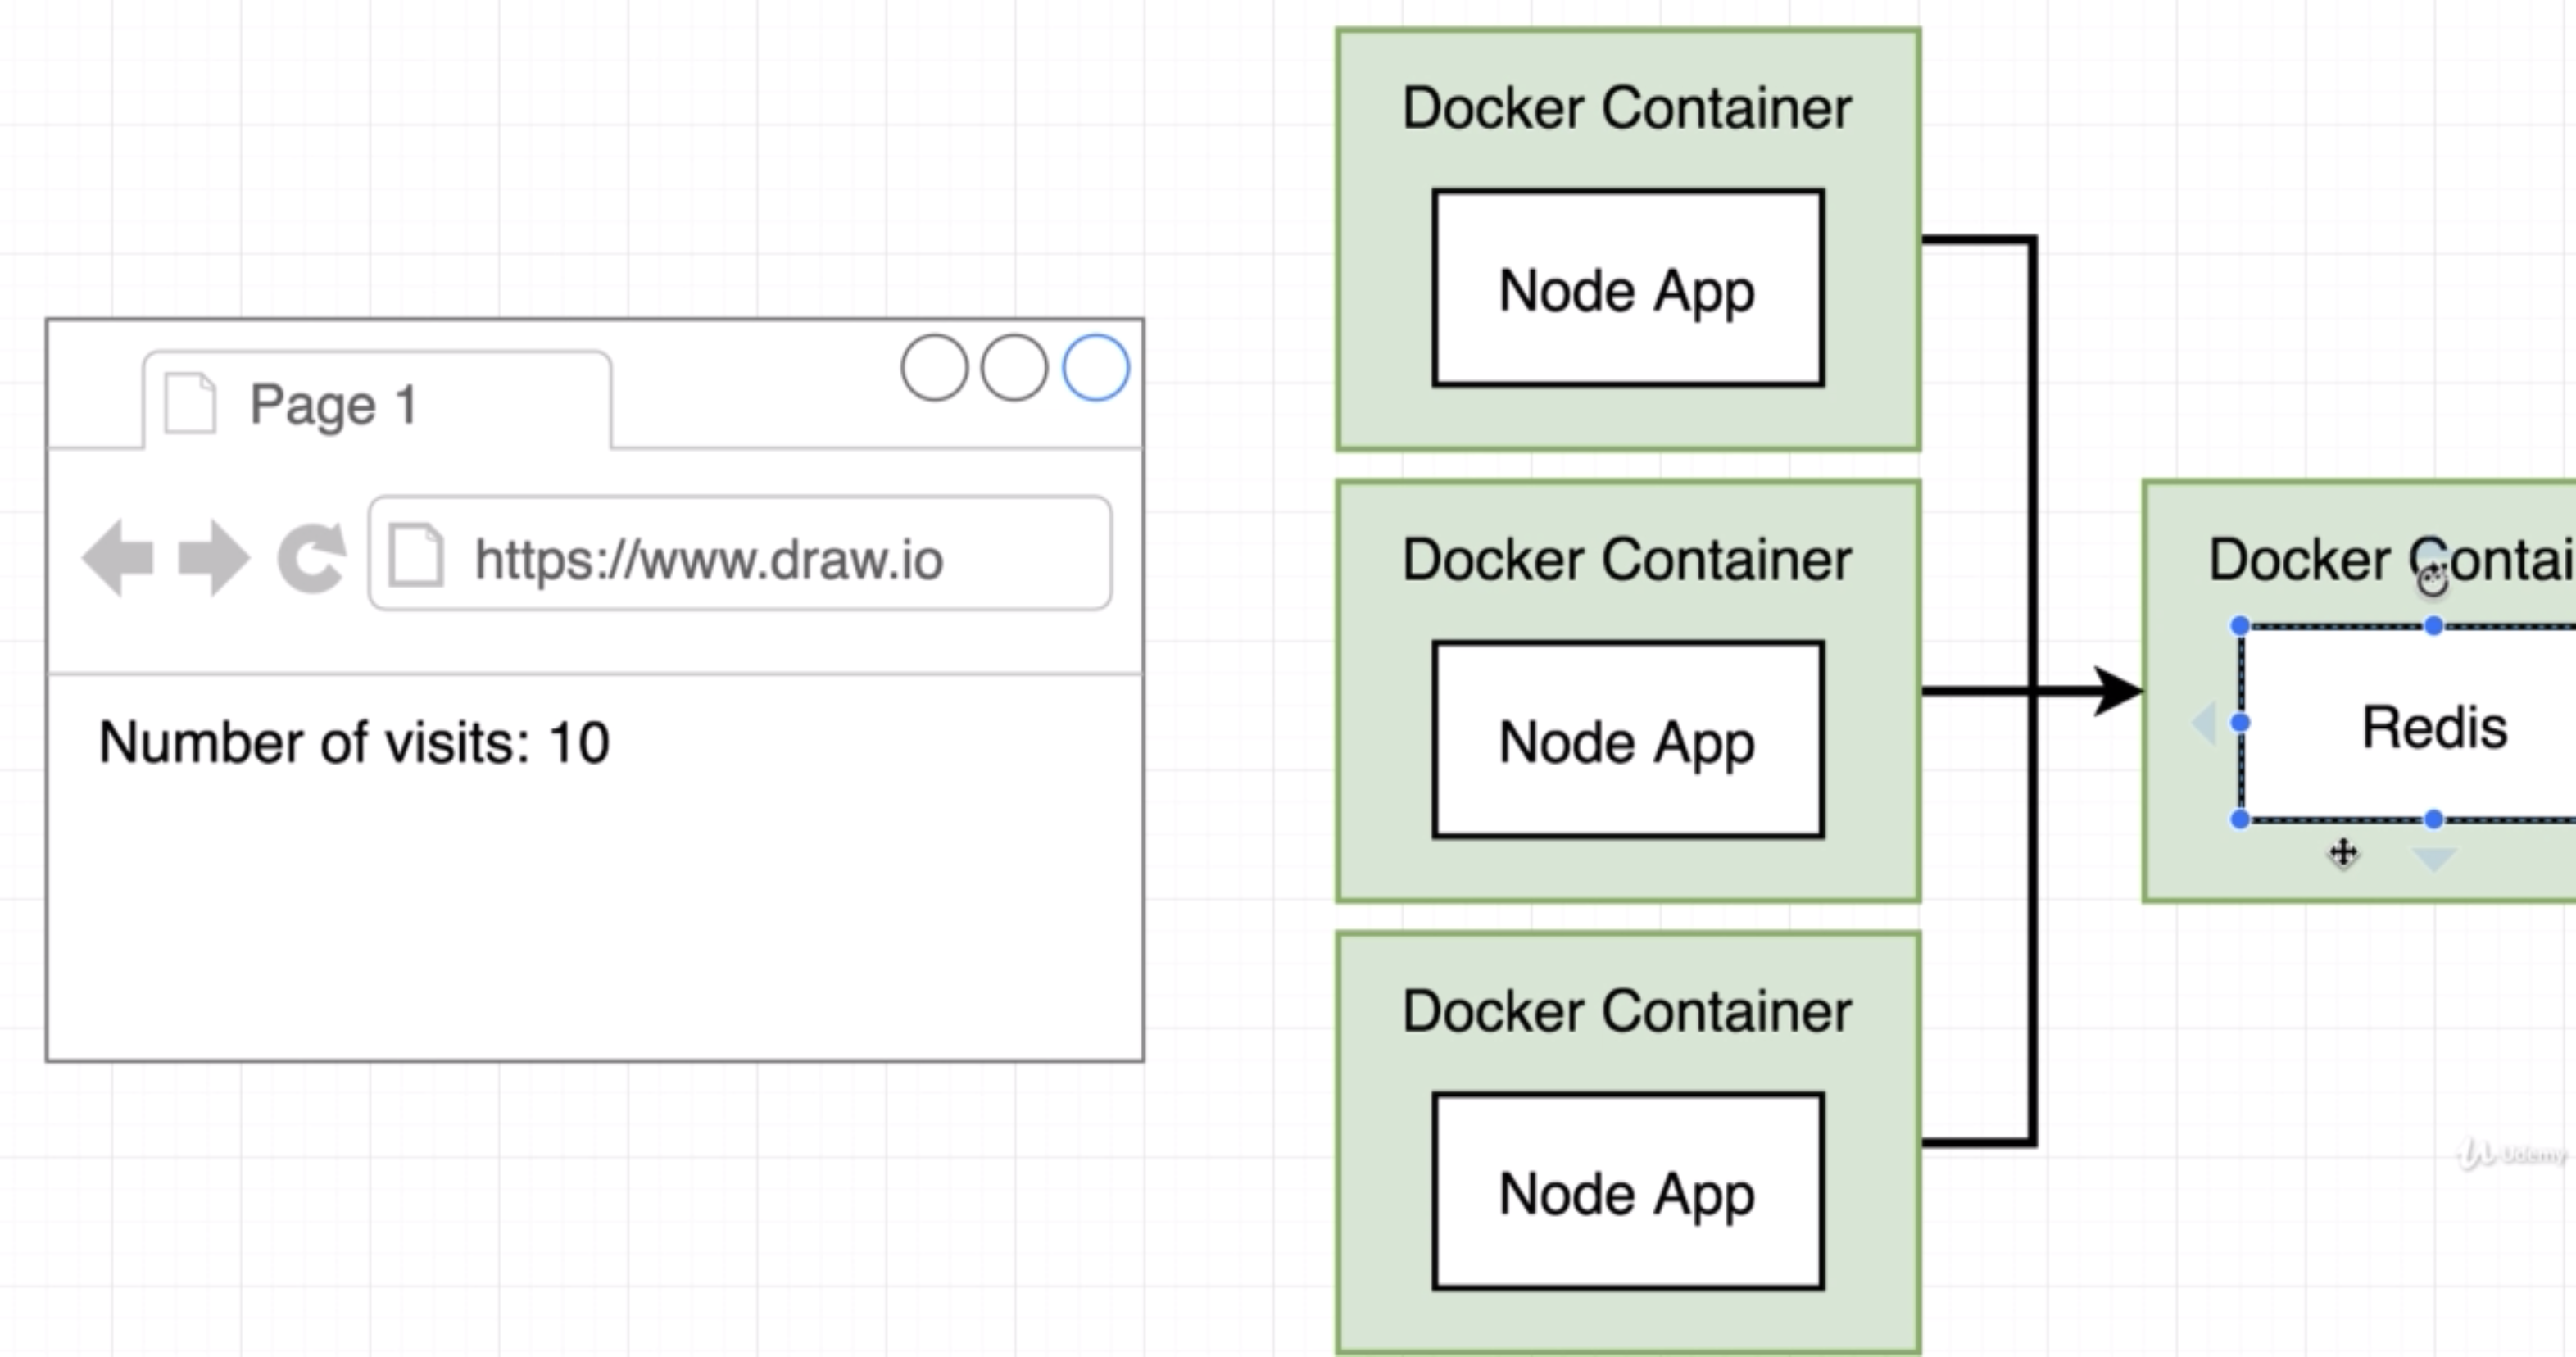 Page 1
https://www.draw.io
Number of visits: 10
Docker Container
Node App
Docker Container
Node App
Docker Container
Node App
Docker Contai
Redis
Udemy